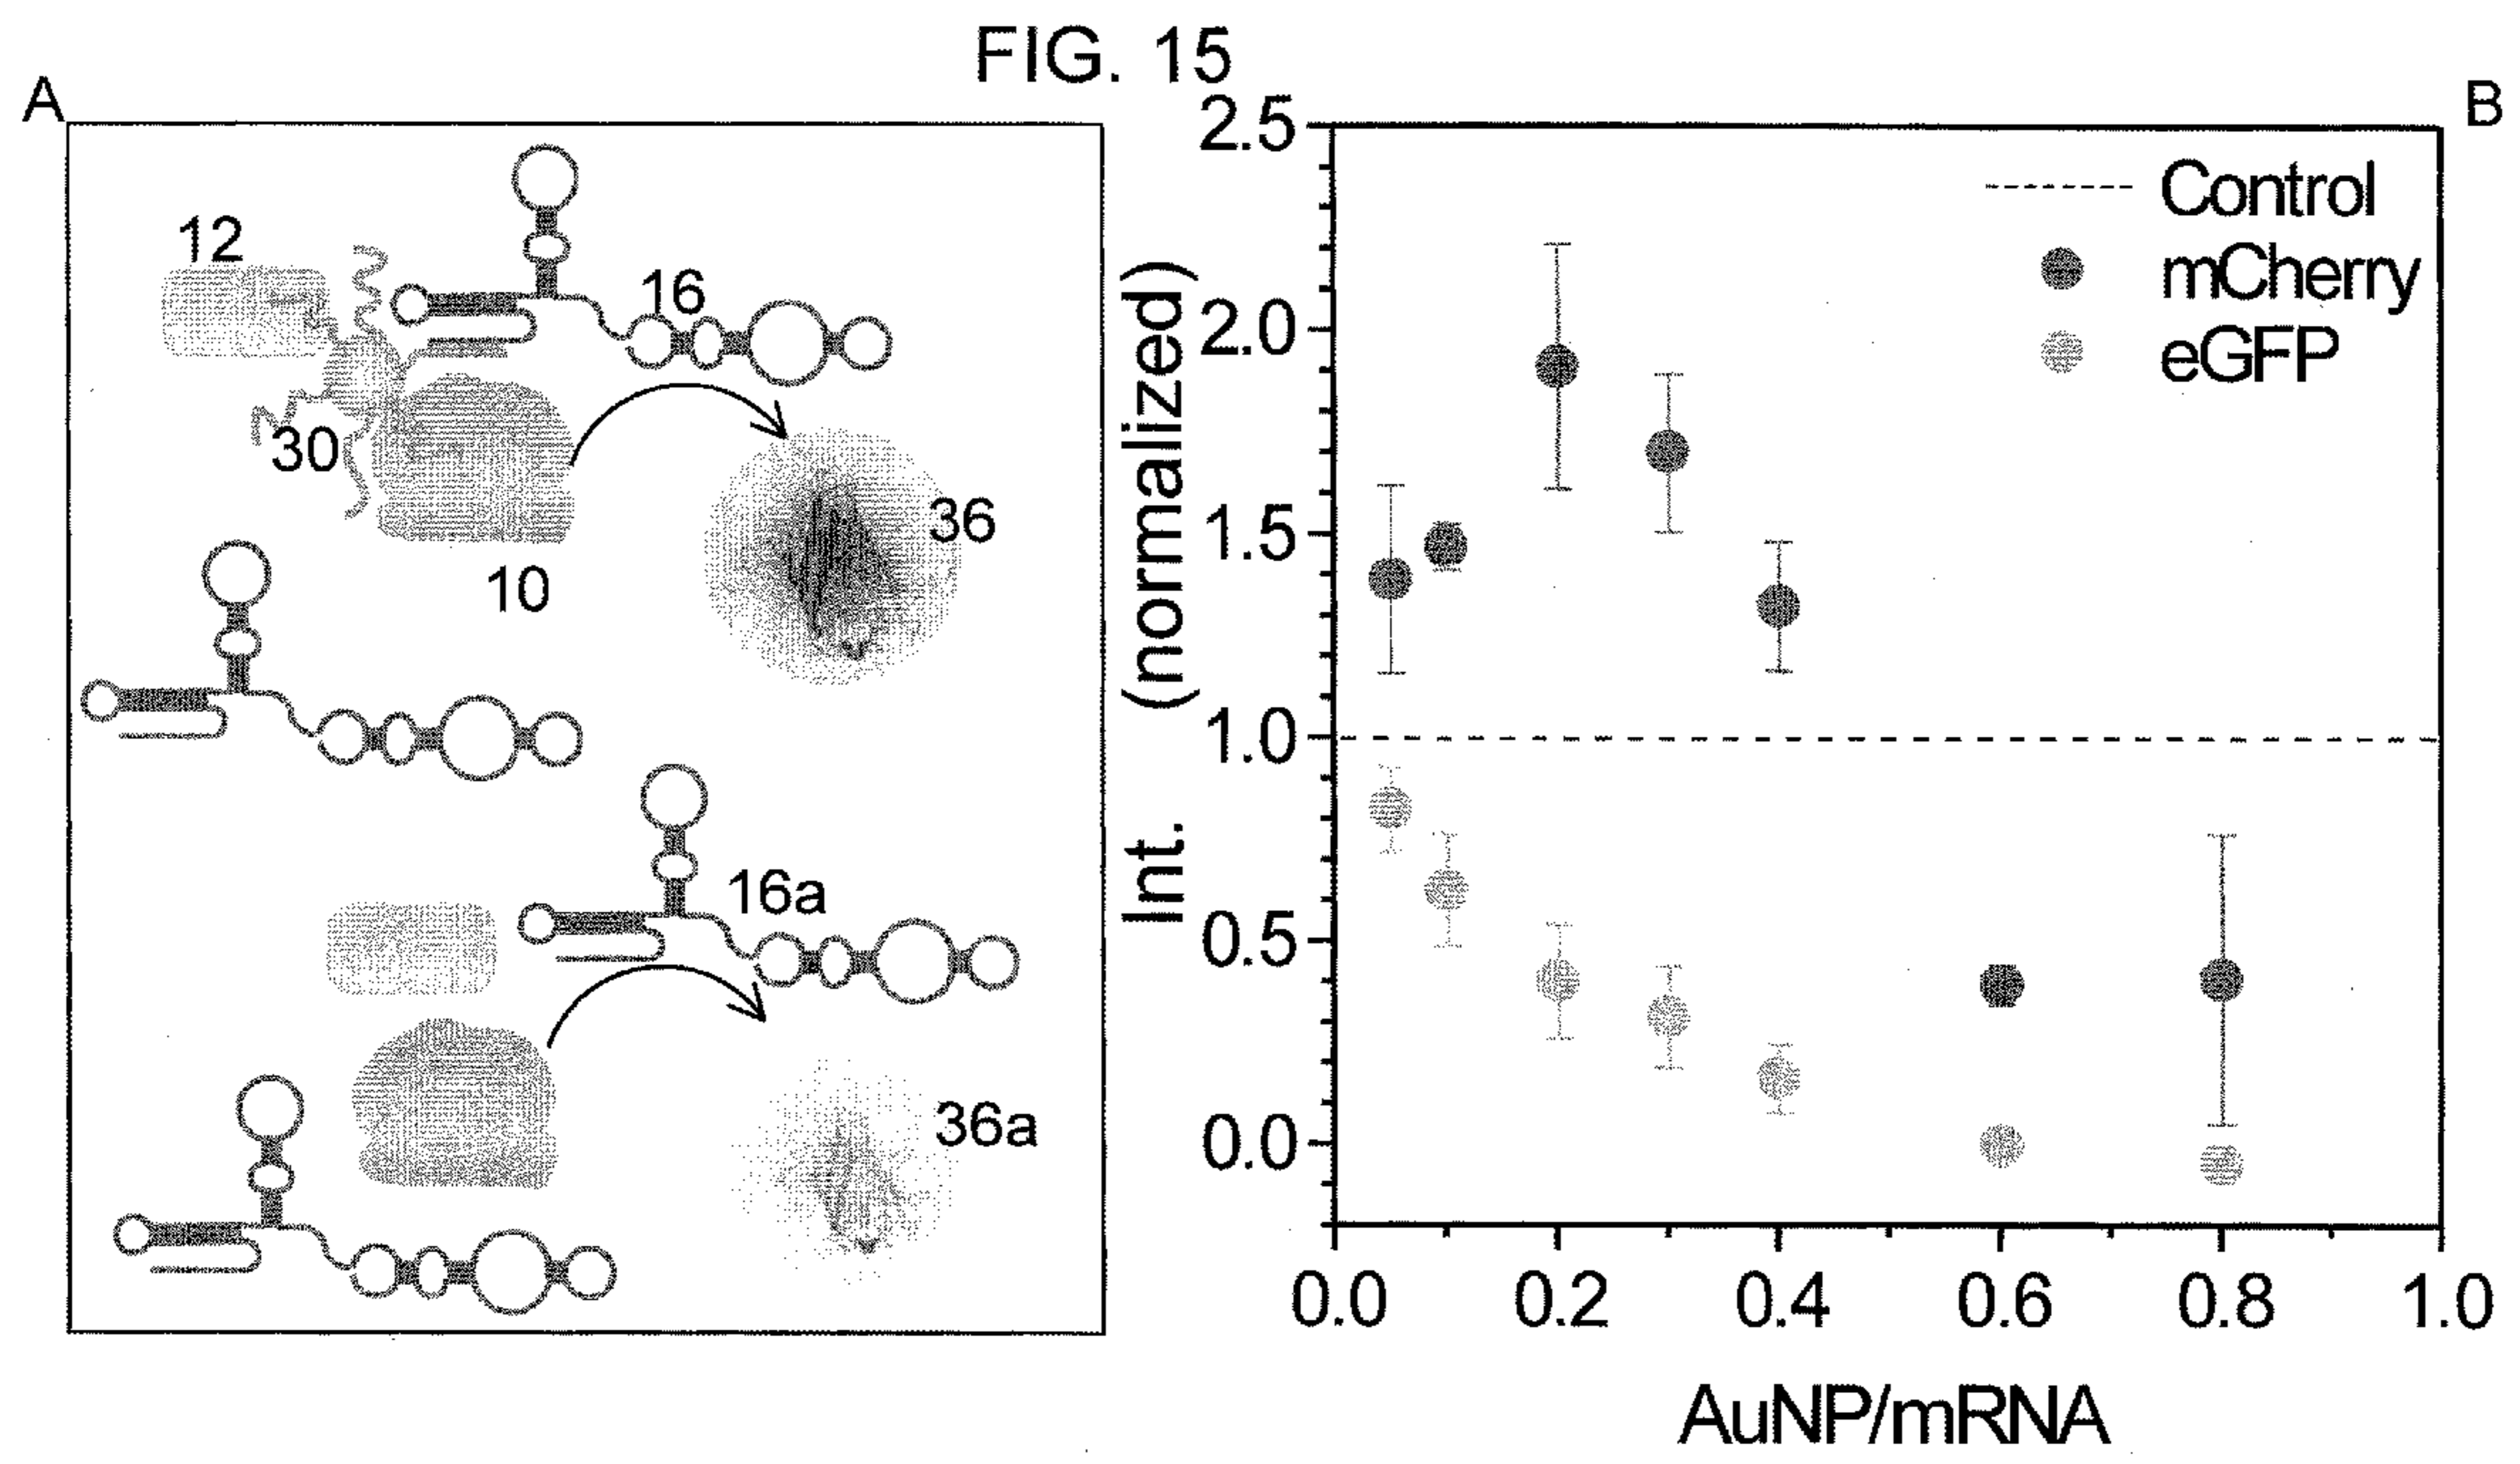 FIG. 15
A
12
16
30
36
10
16a
36a
B
Int. (normalized)
2.5
2.0
1.5
1.0
0.5
0.0
Control
mCherry
eGFP
0.0 0.2 0.4 0.6 0.8 1.0
AuNP/mRNA